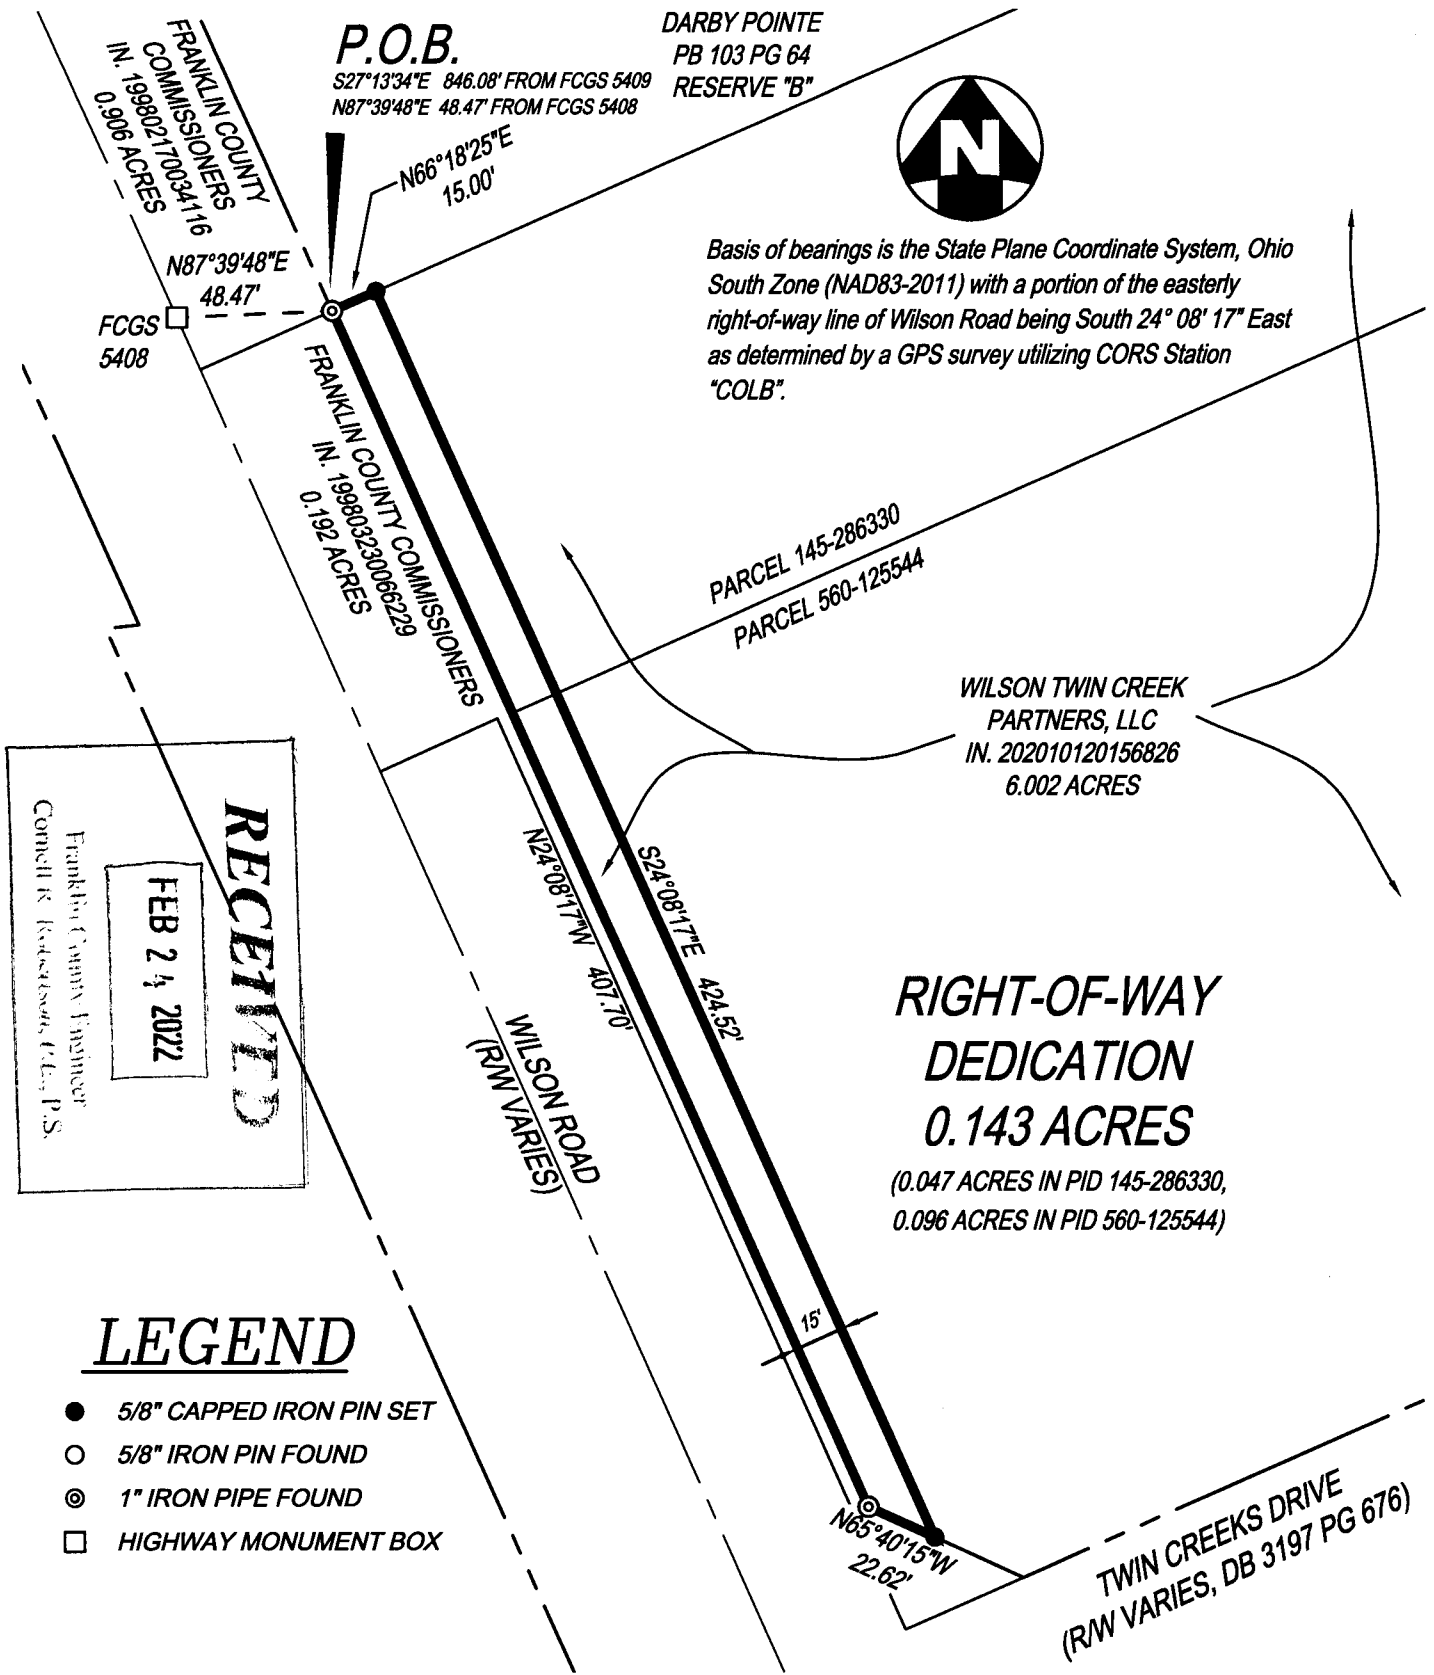 FRANKLIN COUNTY
COMMISSIONERS
IN. 199802170034116
0.906 ACRES
P.O.B.
S27°13'34"E 846.08' FROM FCGS 5409
N87°39'48"E 48.47' FROM FCGS 5408
DARBY POINTE
PB 103 PG 64
RESERVE "B"
N66°18'25"E
15.00'
N
N87°39'48"E
48.47'
FCGS
5408
Basis of bearings is the State Plane Coordinate System, Ohio
South Zone (NAD83-2011) with a portion of the easterly
right-of-way line of Wilson Road being South 24° 08' 17" East
as determined by a GPS survey utilizing CORS Station
"COLB".
FRANKLIN COUNTY COMMISSIONERS
IN. 199803230066229
0.192 ACRES
PARCEL 145-286330
PARCEL 560-125544
WILSON TWIN CREEK
PARTNERS, LLC
IN. 202010120156826
6.002 ACRES
RECEIVED
FEB 24 2022
Franklin County Engineer
Cornell R. Robertson, P.E., P.S.
N24°08'17"W 407.70'
S24°08'17"E 424.52'
WILSON ROAD
(R/W VARIES)
RIGHT-OF-WAY
DEDICATION
0.143 ACRES
(0.047 ACRES IN PID 145-286330,
0.096 ACRES IN PID 560-125544)
15'
LEGEND
5/8" CAPPED IRON PIN SET
5/8" IRON PIN FOUND
1" IRON PIPE FOUND
HIGHWAY MONUMENT BOX
N65°40'15"W
22.62'
TWIN CREEKS DRIVE
(R/W VARIES, DB 3197 PG 676)